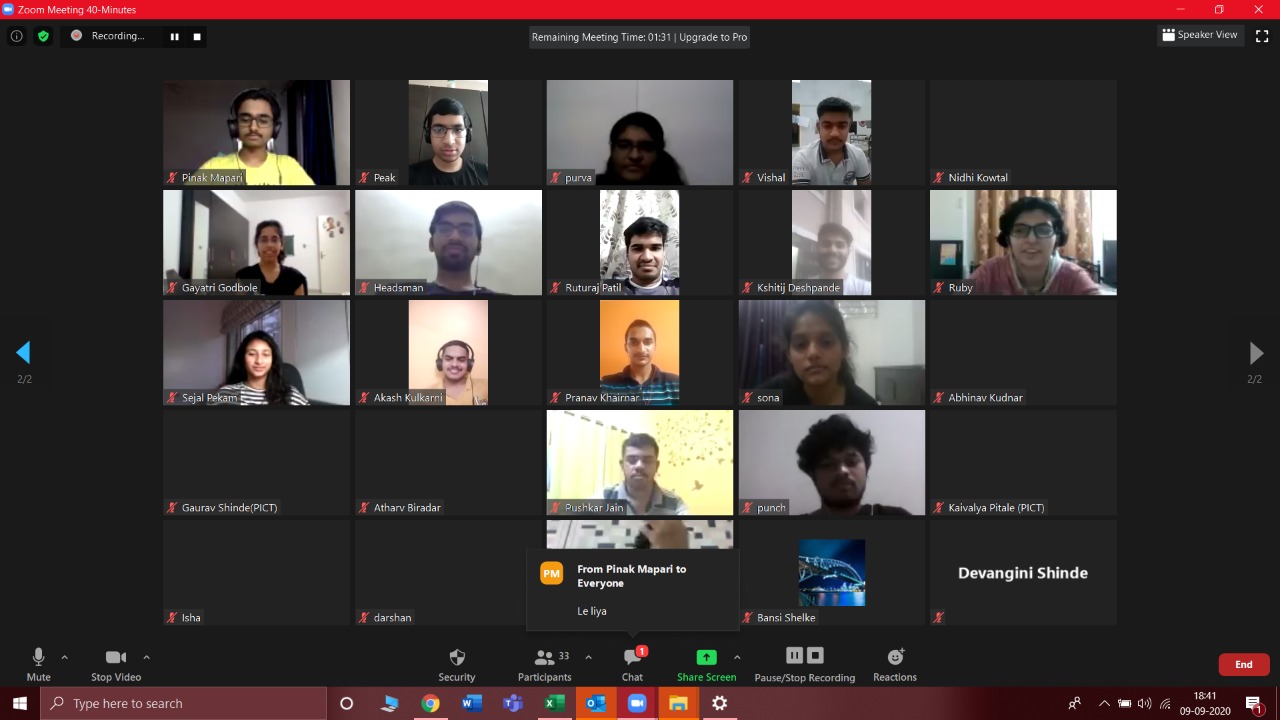 Zoom Meeting 40-Minutes
Recording...
Remaining Meeting Time: 01:31 | Upgrade to Pro
Speaker View
Pinak Mapari
Peak
purva
Vishal
Nidhi Kowtal
Gayatri Godbole
Headsman
Ruturaj Patil
Kshitij Deshpande
Ruby
Sejal Pekam
Akash Kulkarni
Pranav Khairnar
sona
Abhinav Kudnar
Gaurav Shinde(PICT)
Atharv Biradar
Pushkar Jain
punch
Kaivalya Pitale (PICT)
Isha
darshan
PM
From Pinak Mapari to
Everyone
Le liya
Bansi Shelke
Devangini Shinde
2/2
2/2
Mute
Stop Video
Security
33
Participants
1
Chat
Share Screen
Pause/Stop Recording
Reactions
End
Type here to search
18:41
09-09-2020
1